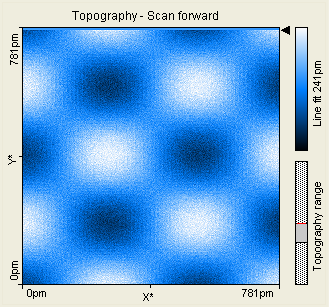 Topography - Scan forward
781pm
Y*
0pm
0pm
X*
781pm
Line fit 241pm
Topography range